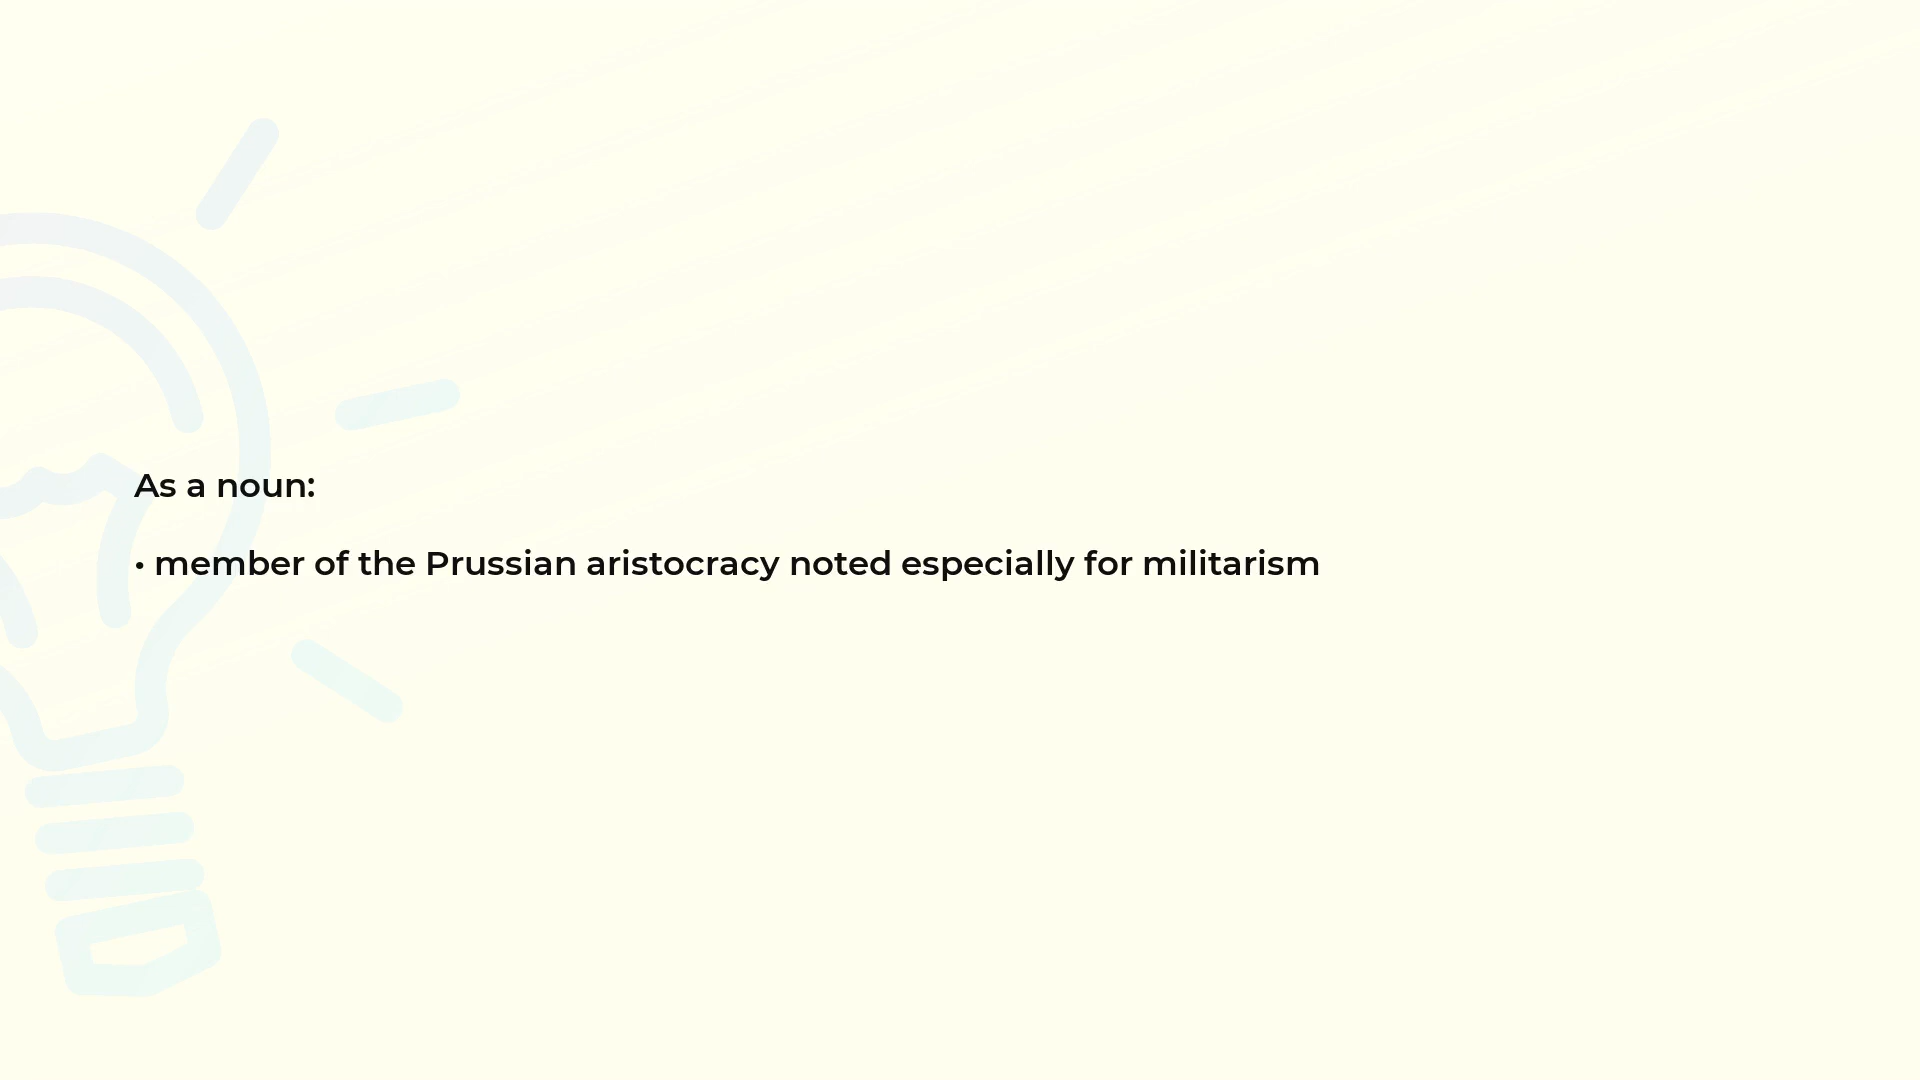 As a noun:
• member of the Prussian aristocracy noted especially for militarism